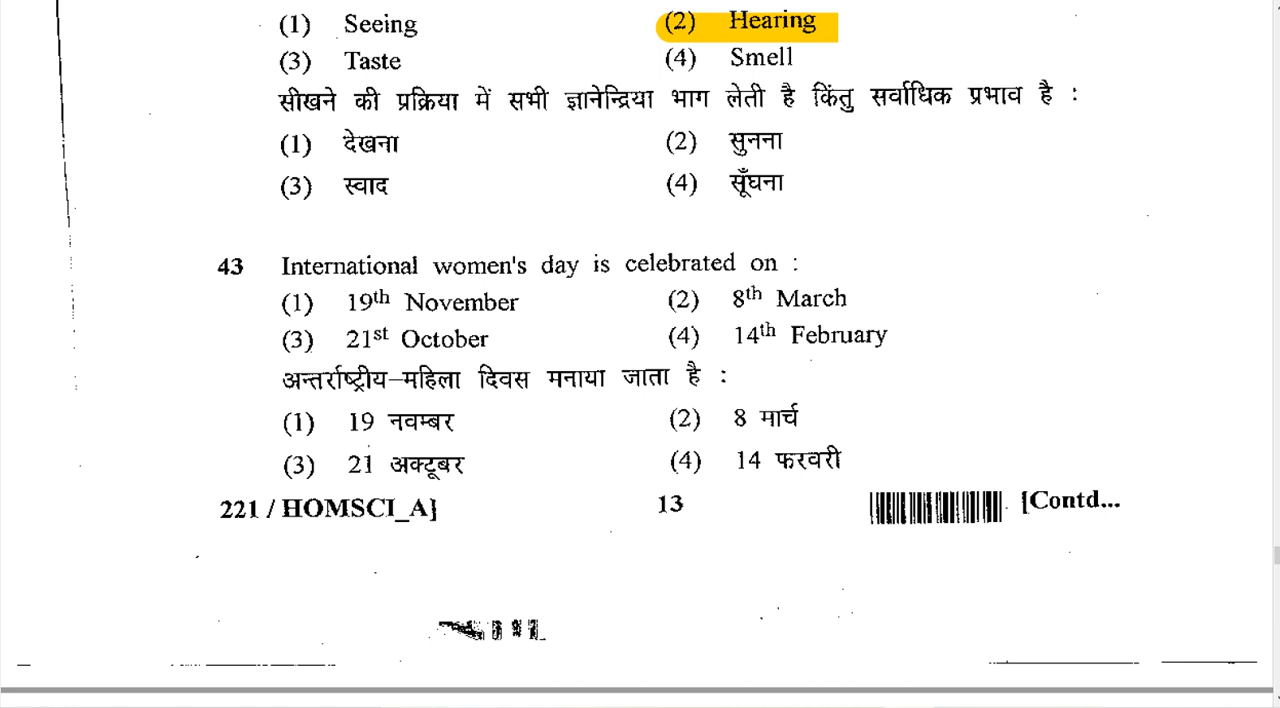 (1) Seeing (2) Hearing
(3) Taste (4) Smell
सीखने की प्रक्रिया में सभी ज्ञानेन्द्रिया भाग लेती है किंतु सर्वाधिक प्रभाव है :
(1) देखना (2) सुनना
(3) स्वाद (4) सूँघना
43 International women's day is celebrated on :
(1) 19th November (2) 8th March
(3) 21st October (4) 14th February
अन्तर्राष्ट्रीय–महिला दिवस मनाया जाता है :
(1) 19 नवम्बर (2) 8 मार्च
(3) 21 अक्टूबर (4) 14 फरवरी
221 / HOMSCI_A] 13 [Contd...